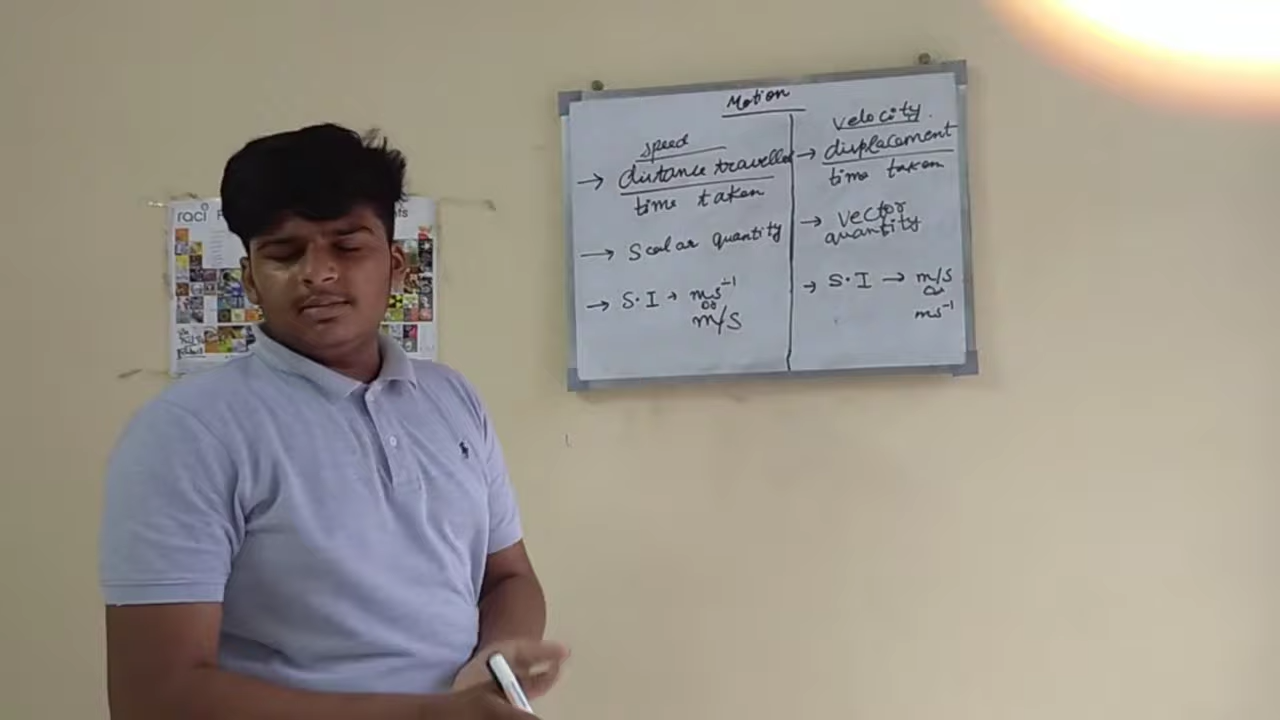 Motion
speed
→ distance travelled
time taken
→ Scalar quantity
→ S.I → ms⁻¹
or
m/s
velocity.
→ displacement
time taken
→ vector
quantity
→ S.I → m/s
or
ms⁻¹
raci